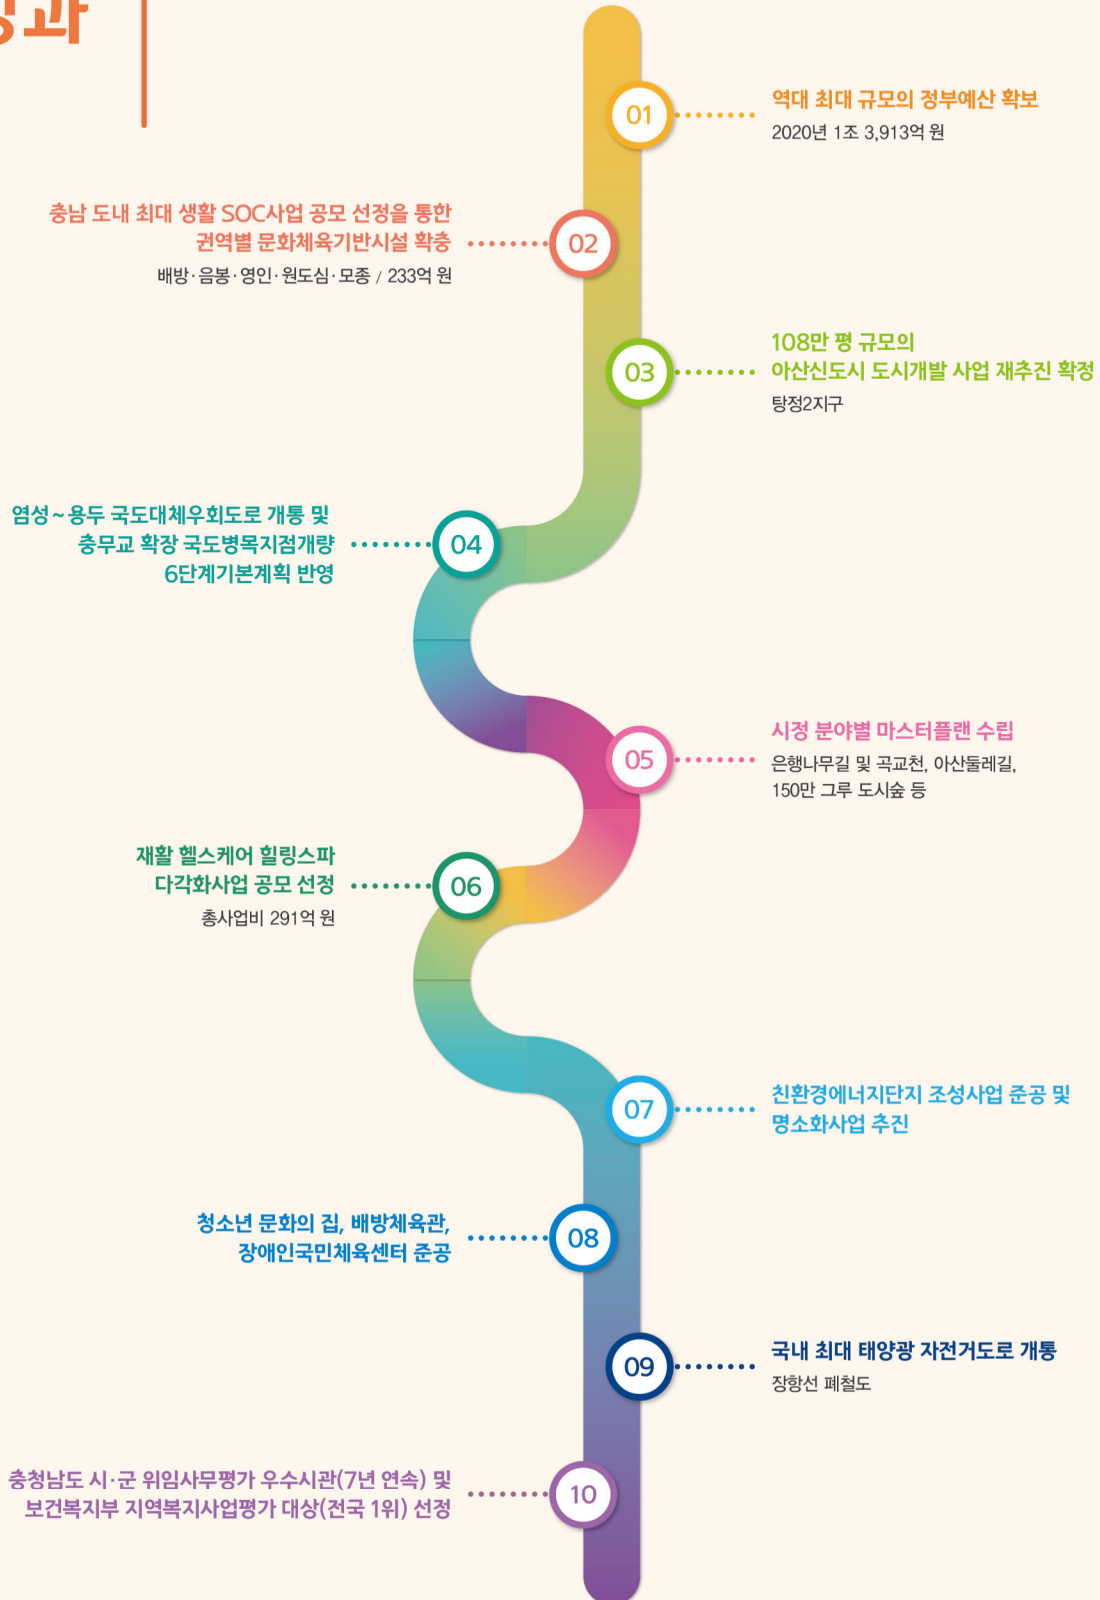 과
01
역대 최대 규모의 정부예산 확보
2020년 1조 3,913억 원
충남 도내 최대 생활 SOC사업 공모 선정을 통한
권역별 문화체육기반시설 확충
배방·음봉·영인·원도심·모종 / 233억 원
02
03
108만 평 규모의
아산신도시 도시개발 사업 재추진 확정
탕정2지구
염성~용두 국도대체우회도로 개통 및
충무교 확장 국도병목지점개량
6단계기본계획 반영
04
05
시정 분야별 마스터플랜 수립
은행나무길 및 곡교천, 아산둘레길,
150만 그루 도시숲 등
재활 헬스케어 힐링스파
다각화사업 공모 선정
총사업비 291억 원
06
07
친환경에너지단지 조성사업 준공 및
명소화사업 추진
청소년 문화의 집, 배방체육관,
장애인국민체육센터 준공
08
09
국내 최대 태양광 자전거도로 개통
장항선 폐철도
충청남도 시·군 위임사무평가 우수시관(7년 연속) 및
보건복지부 지역복지사업평가 대상(전국 1위) 선정
10